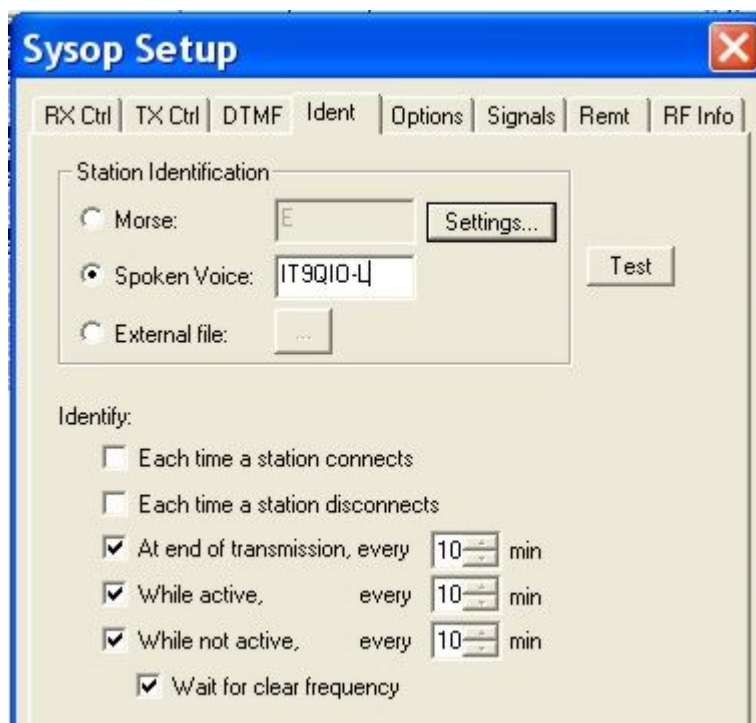 Sysop Setup
RX Ctrl TX Ctrl DTMF Ident Options Signals Remt RF Info
Station Identification
Morse: E Settings...
Spoken Voice: IT9QIO-L Test
External file: ...
Identify:
Each time a station connects
Each time a station disconnects
At end of transmission, every 10 min
While active, every 10 min
While not active, every 10 min
Wait for clear frequency